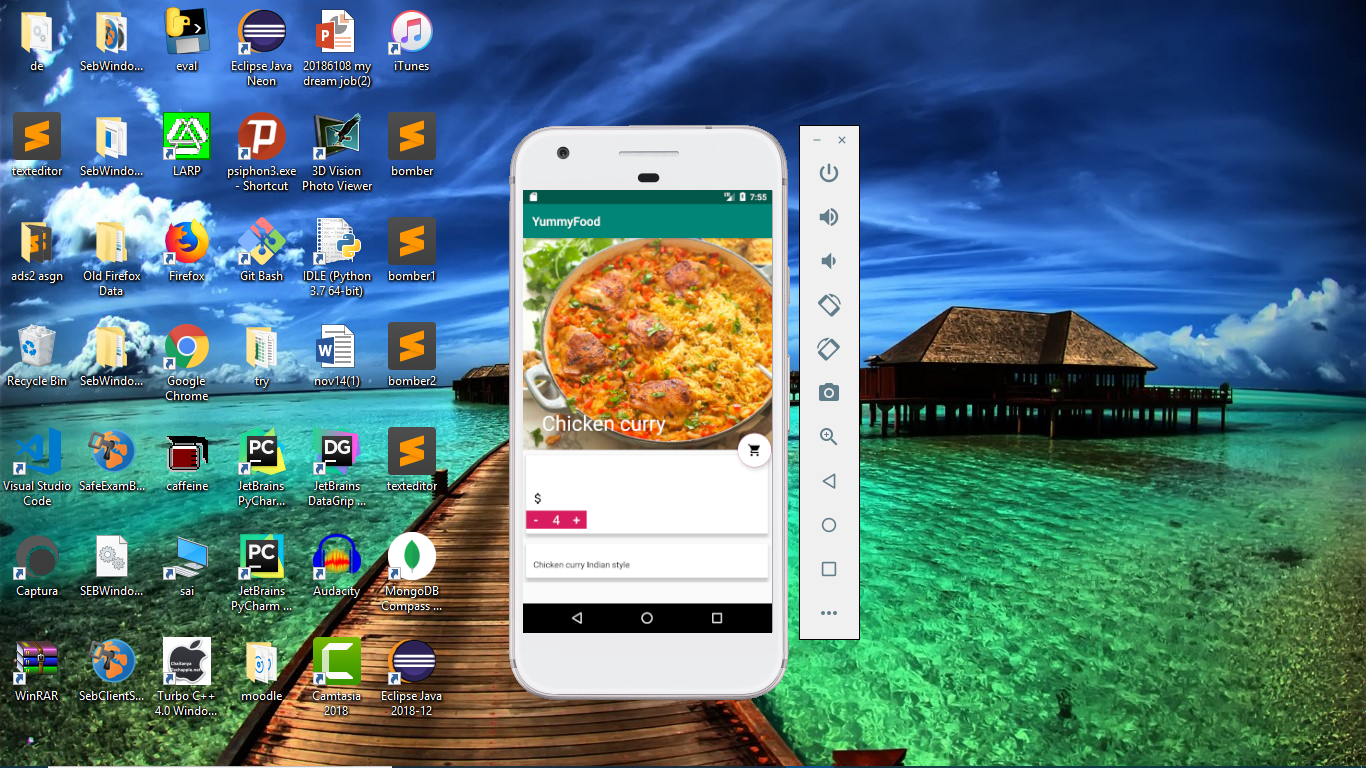 de
SebWindo...
eval
Eclipse Java
Neon
20186108 my
dream job(2)
iTunes
texteditor
SebWindo...
LARP
psiphon3.exe
- Shortcut
3D Vision
Photo Viewer
bomber
ads2 asgn
Old Firefox
Data
Firefox
Git Bash
IDLE (Python
3.7 64-bit)
bomber1
Recycle Bin
SebWindo...
Google
Chrome
try
nov14(1)
bomber2
Visual Studio
Code
SafeExamB...
caffeine
JetBrains
PyChar...
JetBrains
DataGrip ...
texteditor
Captura
SEBWindo...
sai
JetBrains
PyCharm ...
Audacity
MongoDB
Compass ...
WinRAR
SebClientS...
Turbo C++
4.0 Windo...
moodle
Camtasia
2018
Eclipse Java
2018-12
7:55
YummyFood
Chicken curry
$
- 4 +
Chicken curry Indian style